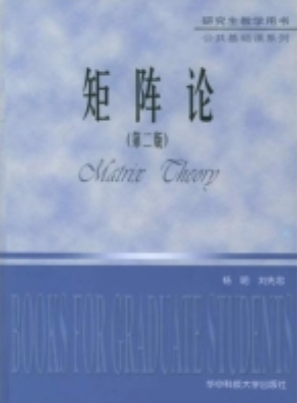 研究生教学用书
公共基础课系列
矩阵论
(第二版)
Matrix Theory
杨明 刘先忠
BOOKS FOR GRADUATE STUDENTS
华中科技大学出版社